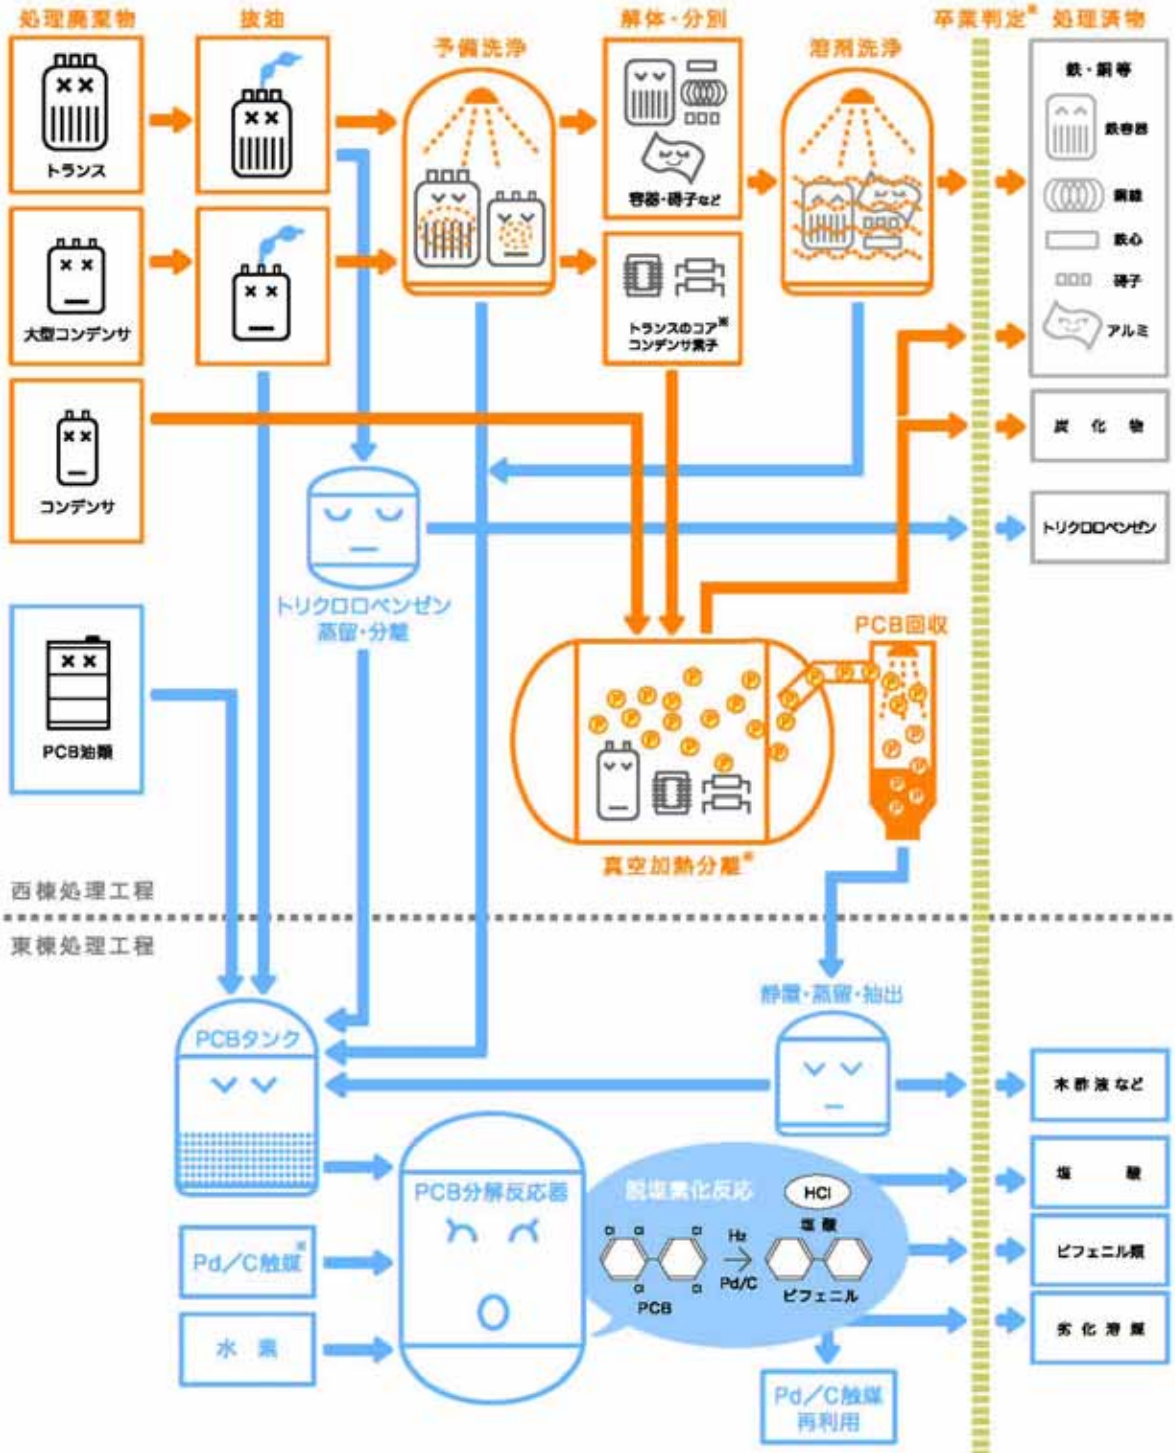 処理廃棄物
抜油
予備洗浄
解体・分別
溶剤洗浄
卒業判定※
処理済物
トランス
大型コンデンサ
コンデンサ
PCB油類
容器・碍子など
トランスのコア※
コンデンサ素子
鉄・銅等
鉄容器
銅線
鉄心
碍子
アルミ
炭化物
トリクロロベンゼン
トリクロロベンゼン
蒸留・分離
PCB回収
P P P P P P P P P P P P P P P P P P P P P P P P P P P P
真空加熱分離※
西棟処理工程
東棟処理工程
静置・蒸留・抽出
PCBタンク
木酢液など
PCB分解反応器
脱塩素化反応
HCl
塩酸
塩酸
Cl Cl Cl
H2
Pd/C
Cl Cl
PCB
ビフェニル
ビフェニル類
Pd/C触媒※
水素
劣化溶媒
Pd/C触媒
再利用